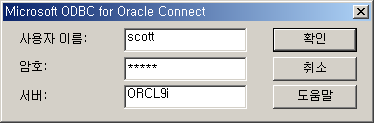 Microsoft ODBC for Oracle Connect
사용자 이름: scott 확인
암호: ***** 취소
서버: ORCL9i 도움말